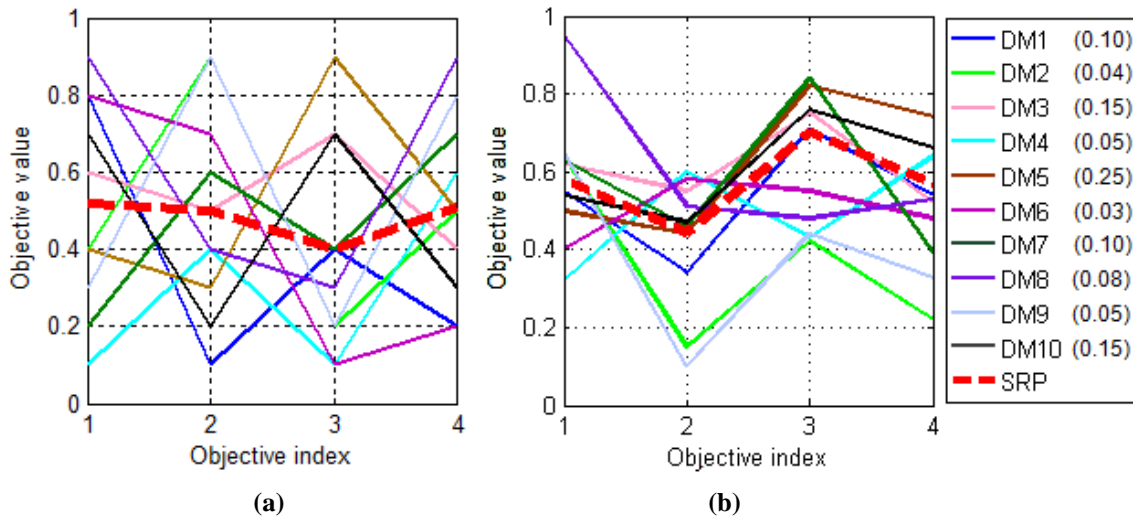 1
0.8
0.6
0.4
0.2
0
1
2
3
4
Objective value
Objective index
(a)
1
0.8
0.6
0.4
0.2
0
1
2
3
4
Objective value
Objective index
(b)
DM1 (0.10)
DM2 (0.04)
DM3 (0.15)
DM4 (0.05)
DM5 (0.25)
DM6 (0.03)
DM7 (0.10)
DM8 (0.08)
DM9 (0.05)
DM10 (0.15)
SRP